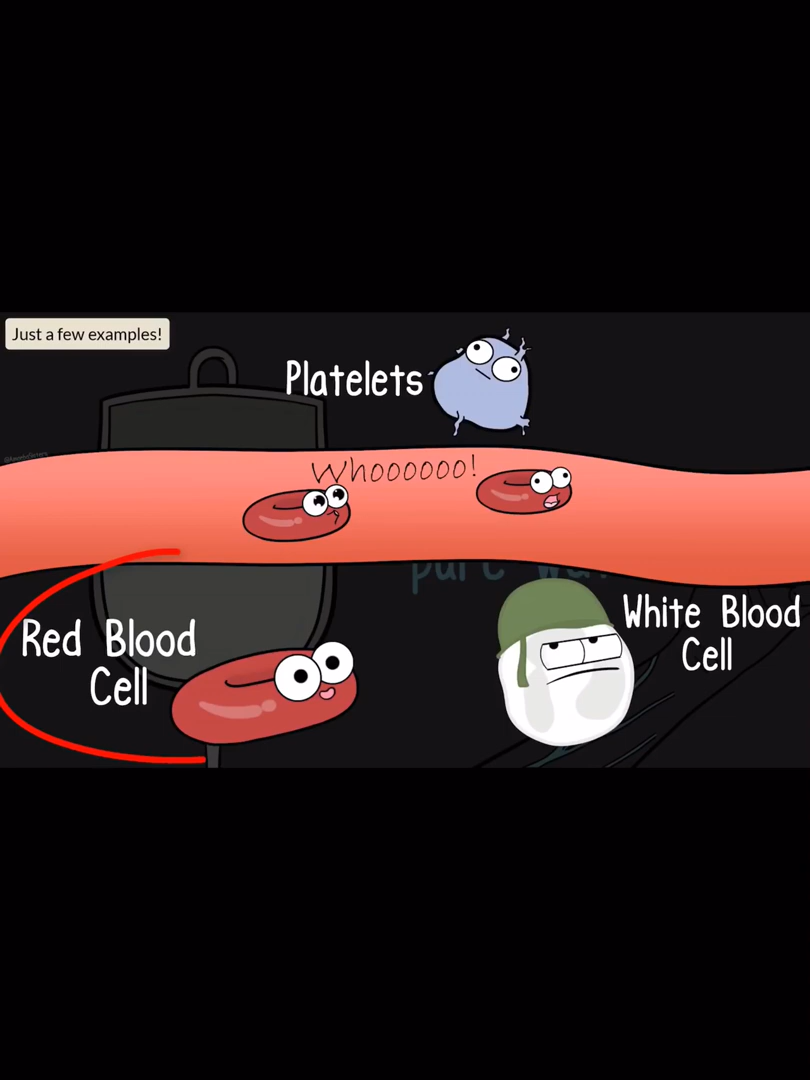 Just a few examples!
Platelets
Whoooooo!
Red Blood
Cell
White Blood
Cell